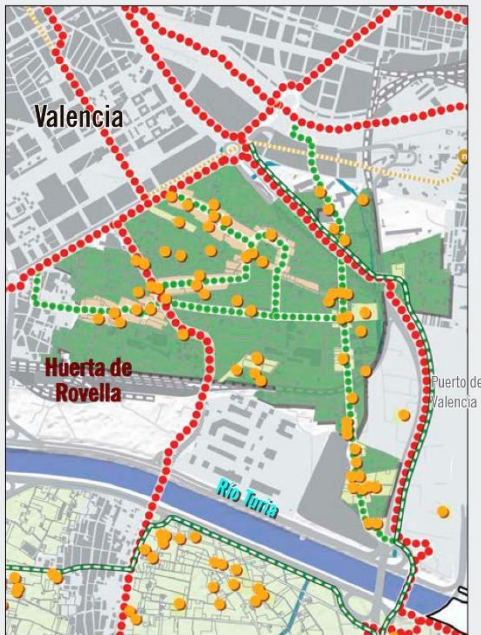 Valencia
Huerta de
Rovella
Puerto de
Valencia
Río Turia